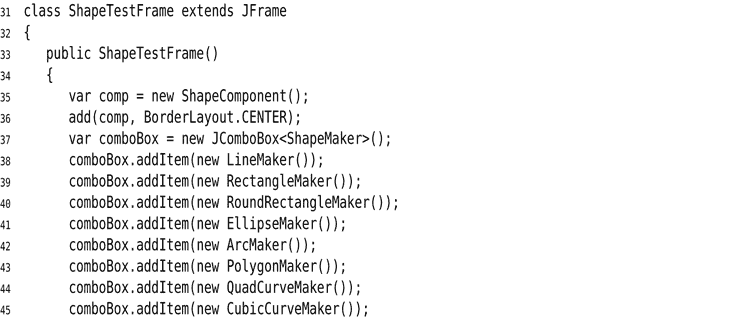 31 class ShapeTestFrame extends JFrame
32 {
33 public ShapeTestFrame()
34 {
35 var comp = new ShapeComponent();
36 add(comp, BorderLayout.CENTER);
37 var comboBox = new JComboBox<ShapeMaker>();
38 comboBox.addItem(new LineMaker());
39 comboBox.addItem(new RectangleMaker());
40 comboBox.addItem(new RoundRectangleMaker());
41 comboBox.addItem(new EllipseMaker());
42 comboBox.addItem(new ArcMaker());
43 comboBox.addItem(new PolygonMaker());
44 comboBox.addItem(new QuadCurveMaker());
45 comboBox.addItem(new CubicCurveMaker());